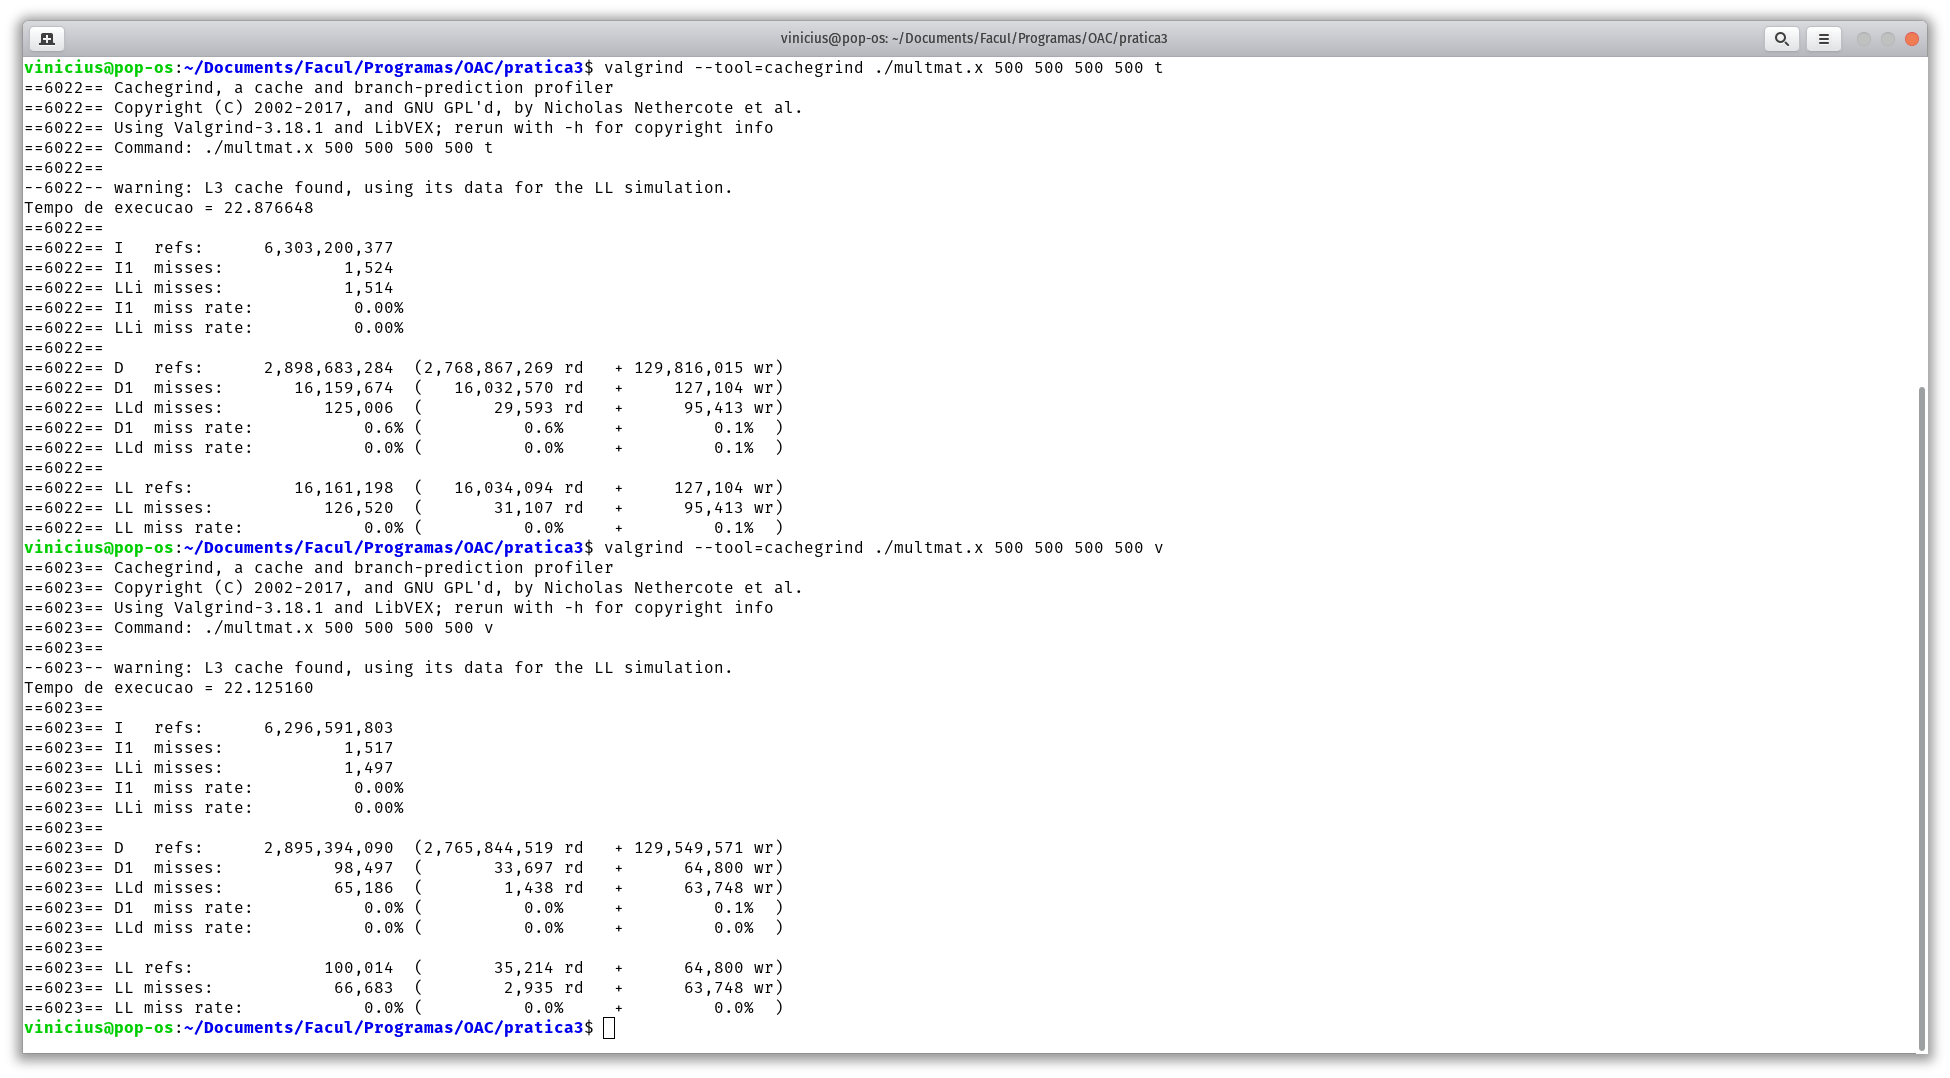 vinicius@pop-os: ~/Documents/Facul/Programas/OAC/pratica3
vinicius@pop-os:~/Documents/Facul/Programas/OAC/pratica3$ valgrind --tool=cachegrind ./multmat.x 500 500 500 500 t
==6022== Cachegrind, a cache and branch-prediction profiler
==6022== Copyright (C) 2002-2017, and GNU GPL'd, by Nicholas Nethercote et al.
==6022== Using Valgrind-3.18.1 and LibVEX; rerun with -h for copyright info
==6022== Command: ./multmat.x 500 500 500 500 t
==6022==
--6022-- warning: L3 cache found, using its data for the LL simulation.
Tempo de execucao = 22.876648
==6022==
==6022== I   refs:      6,303,200,377
==6022== I1  misses:            1,524
==6022== LLi misses:            1,514
==6022== I1  miss rate:          0.00%
==6022== LLi miss rate:          0.00%
==6022==
==6022== D   refs:      2,898,683,284  (2,768,867,269 rd   + 129,816,015 wr)
==6022== D1  misses:       16,159,674  (   16,032,570 rd   +     127,104 wr)
==6022== LLd misses:          125,006  (       29,593 rd   +      95,413 wr)
==6022== D1  miss rate:           0.6% (          0.6%     +         0.1%  )
==6022== LLd miss rate:           0.0% (          0.0%     +         0.1%  )
==6022==
==6022== LL refs:          16,161,198  (   16,034,094 rd   +     127,104 wr)
==6022== LL misses:           126,520  (       31,107 rd   +      95,413 wr)
==6022== LL miss rate:            0.0% (          0.0%     +         0.1%  )
vinicius@pop-os:~/Documents/Facul/Programas/OAC/pratica3$ valgrind --tool=cachegrind ./multmat.x 500 500 500 500 v
==6023== Cachegrind, a cache and branch-prediction profiler
==6023== Copyright (C) 2002-2017, and GNU GPL'd, by Nicholas Nethercote et al.
==6023== Using Valgrind-3.18.1 and LibVEX; rerun with -h for copyright info
==6023== Command: ./multmat.x 500 500 500 500 v
==6023==
--6023-- warning: L3 cache found, using its data for the LL simulation.
Tempo de execucao = 22.125160
==6023==
==6023== I   refs:      6,296,591,803
==6023== I1  misses:            1,517
==6023== LLi misses:            1,497
==6023== I1  miss rate:          0.00%
==6023== LLi miss rate:          0.00%
==6023==
==6023== D   refs:      2,895,394,090  (2,765,844,519 rd   + 129,549,571 wr)
==6023== D1  misses:           98,497  (       33,697 rd   +      64,800 wr)
==6023== LLd misses:           65,186  (        1,438 rd   +      63,748 wr)
==6023== D1  miss rate:           0.0% (          0.0%     +         0.1%  )
==6023== LLd miss rate:           0.0% (          0.0%     +         0.0%  )
==6023==
==6023== LL refs:             100,014  (       35,214 rd   +      64,800 wr)
==6023== LL misses:            66,683  (        2,935 rd   +      63,748 wr)
==6023== LL miss rate:            0.0% (          0.0%     +         0.0%  )
vinicius@pop-os:~/Documents/Facul/Programas/OAC/pratica3$